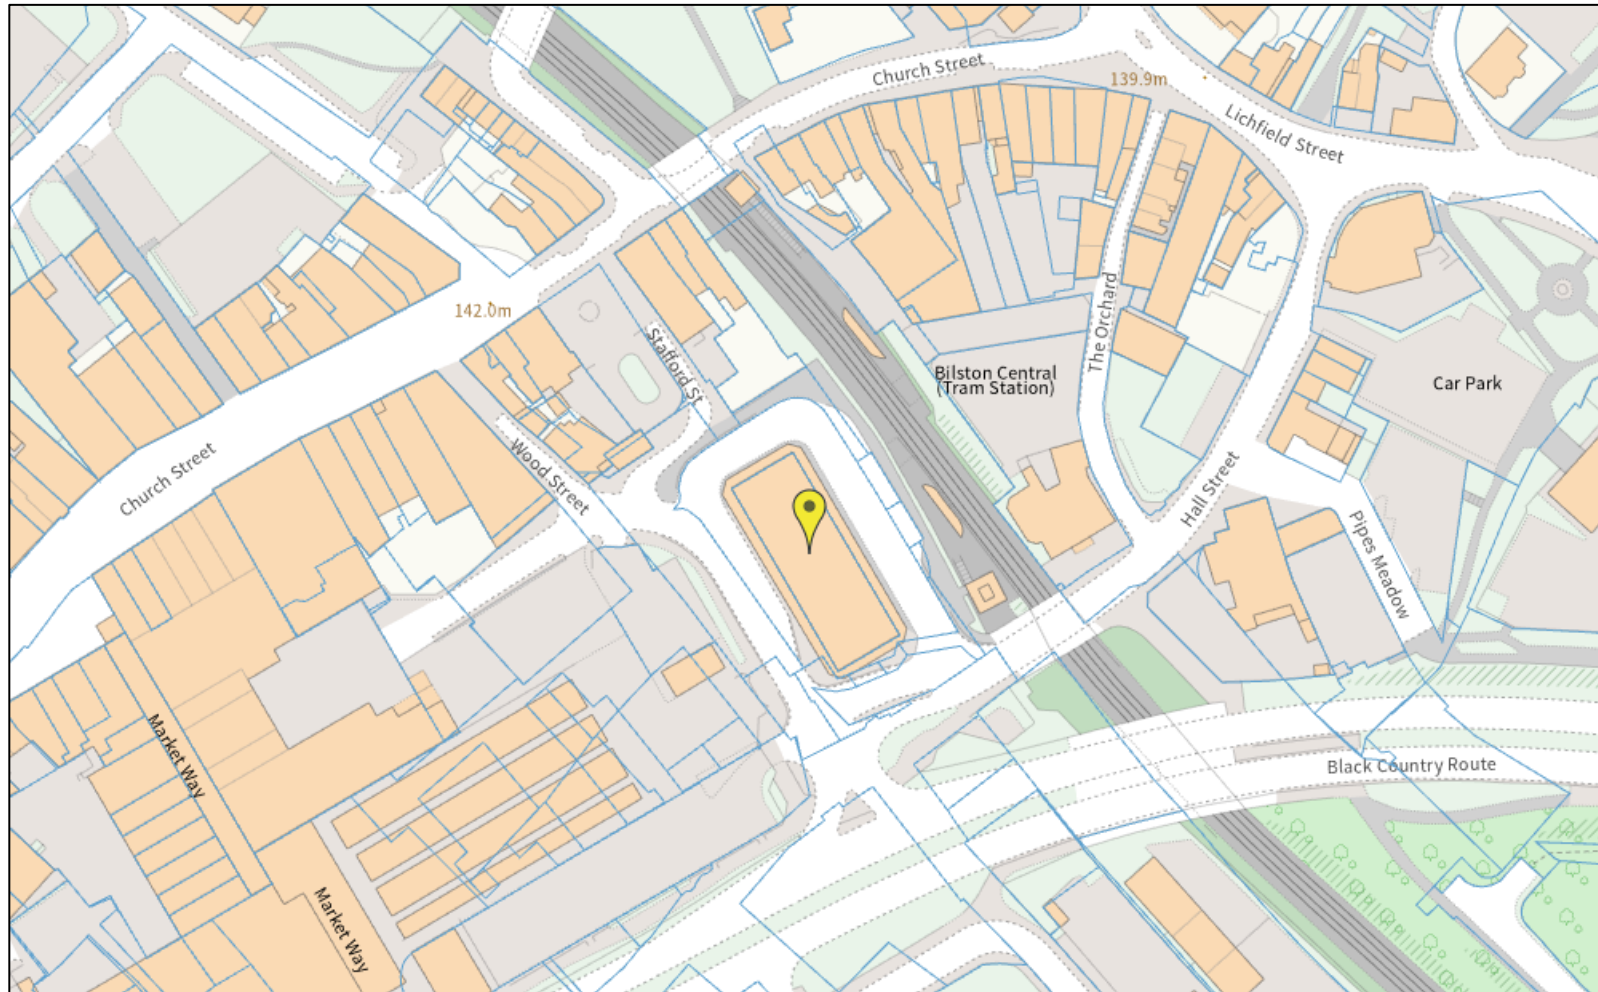 Church Street
139.9m
Lichfield Street
142.0m
Stafford St
The Orchard
Bilston Central
(Tram Station)
Car Park
Church Street
Wood Street
Hall Street
Pipes Meadow
Market Way
Black Country Route
Market Way